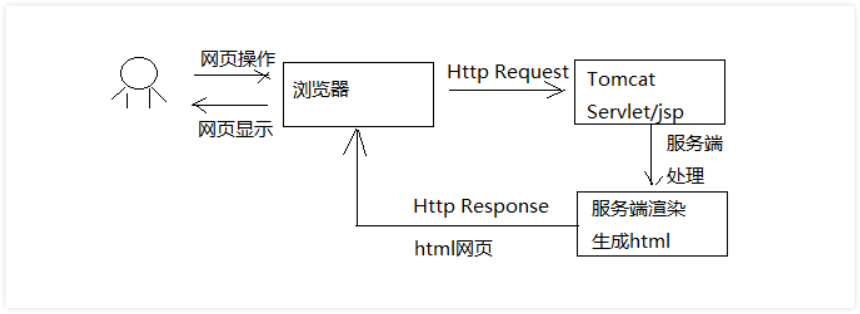 网页操作
网页显示
浏览器
Http Request
Tomcat
Servlet/jsp
服务端
处理
服务端渲染
生成html
Http Response
html网页